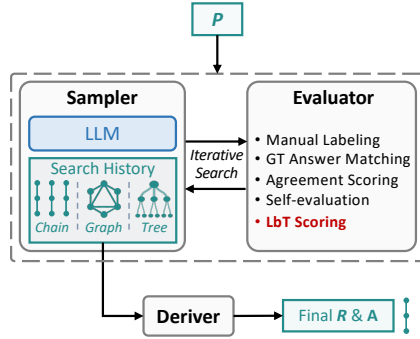 P
Sampler
LLM
Search History
Chain
Graph
Tree
Iterative
Search
Evaluator
• Manual Labeling
• GT Answer Matching
• Agreement Scoring
• Self-evaluation
• LbT Scoring
Deriver
Final R & A